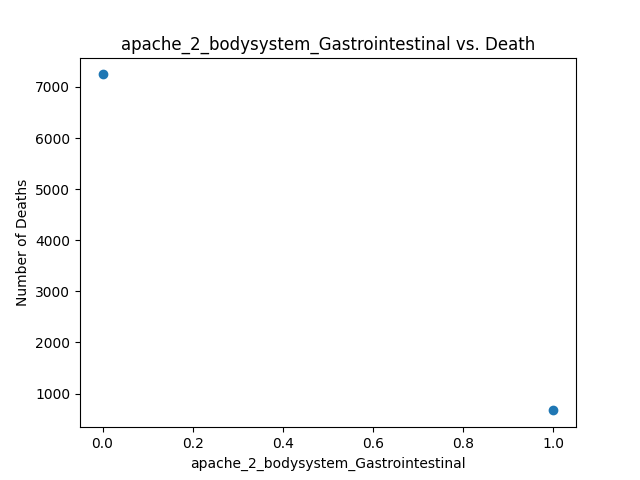 apache_2_bodysystem_Gastrointestinal vs. Death
Number of Deaths
7000
6000
5000
4000
3000
2000
1000
0.0 0.2 0.4 0.6 0.8 1.0
apache_2_bodysystem_Gastrointestinal